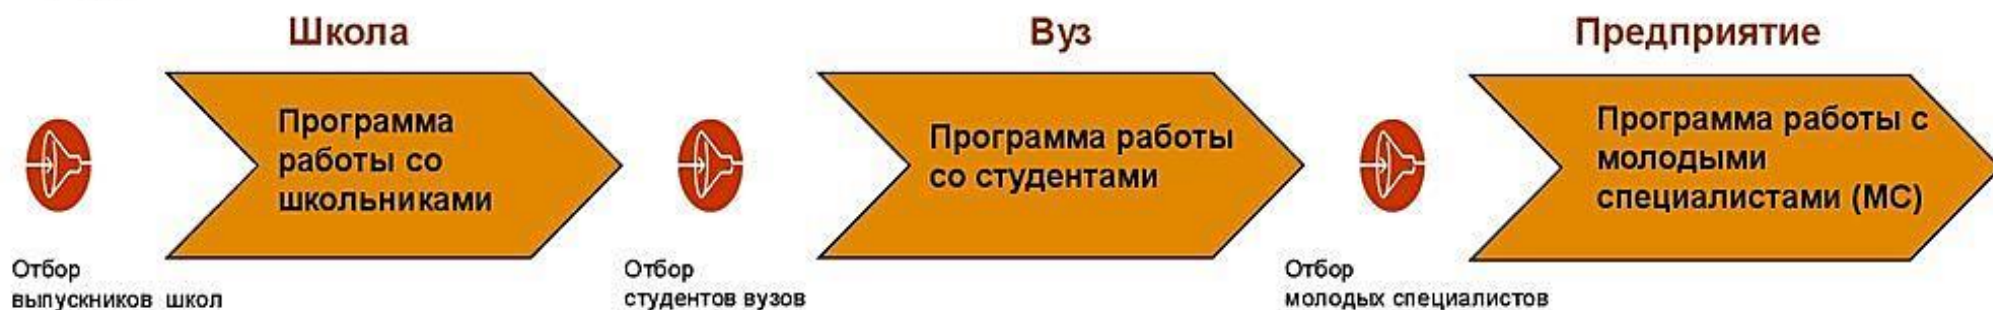 Школа
Вуз
Предприятие
Программа
работы со
школьниками
Программа работы
со студентами
Программа работы с
молодыми
специалистами (МС)
Отбор
выпускников школ
Отбор
студентов вузов
Отбор
молодых специалистов